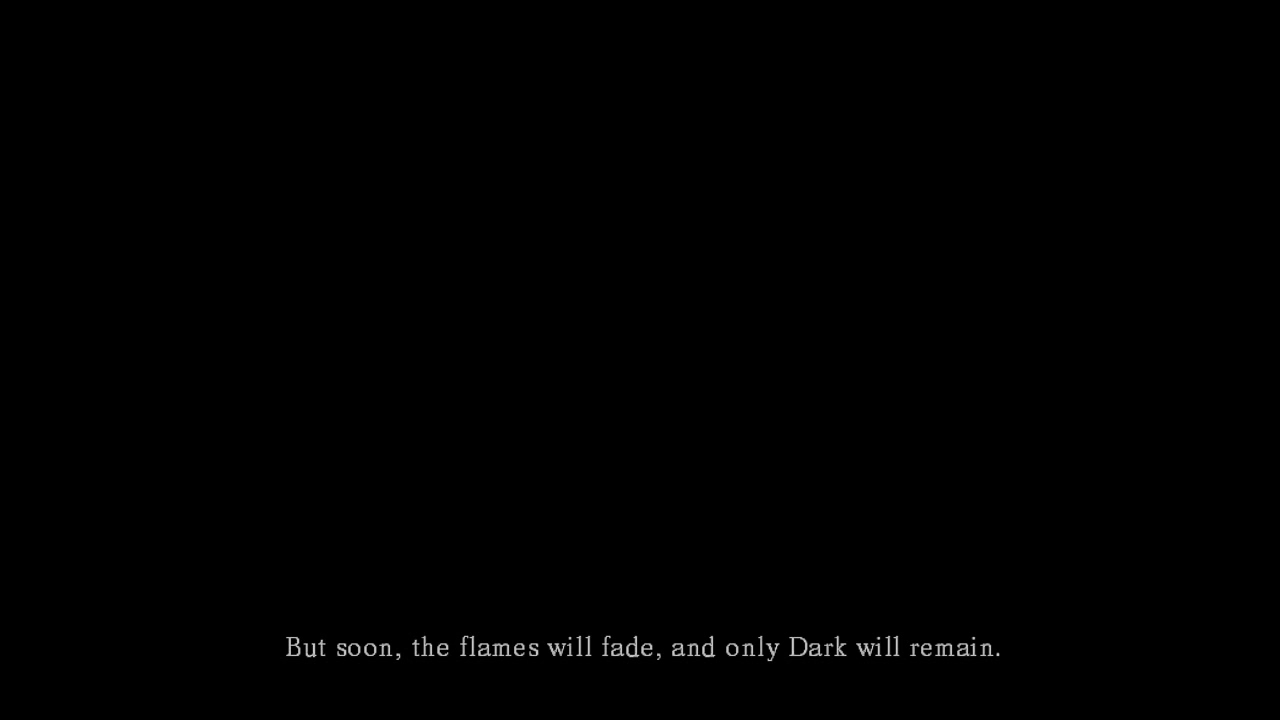 But soon, the flames will fade, and only Dark will remain.